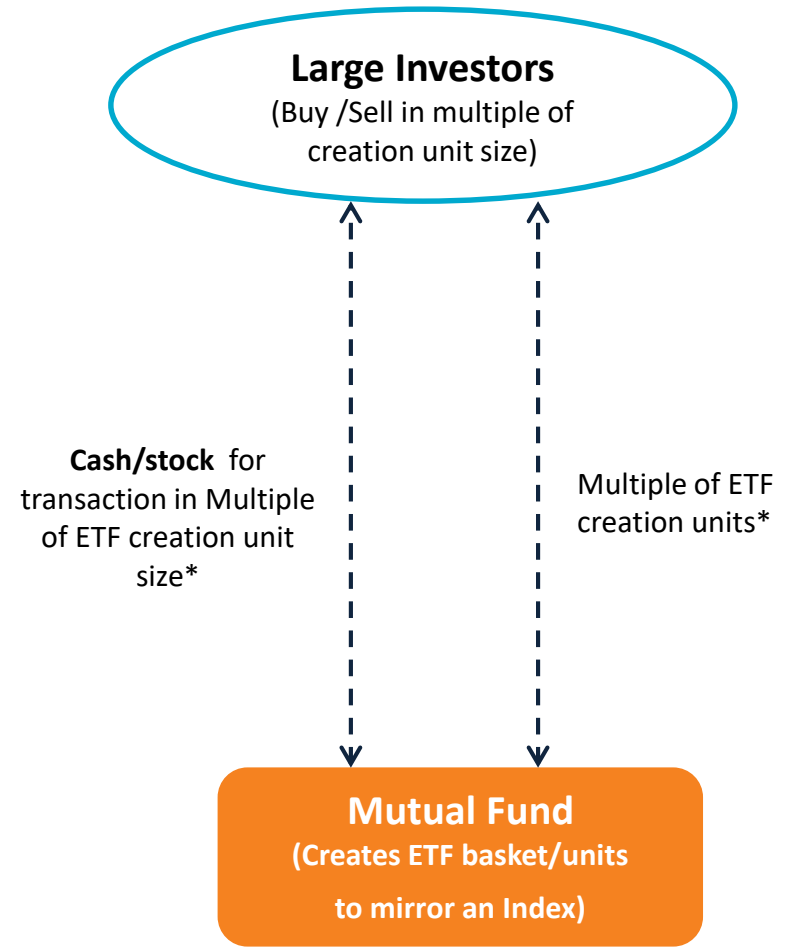 Large Investors
(Buy /Sell in multiple of
creation unit size)
Cash/stock for
transaction in Multiple
of ETF creation unit
size*
Multiple of ETF
creation units*
Mutual Fund
(Creates ETF basket/units
to mirror an Index)